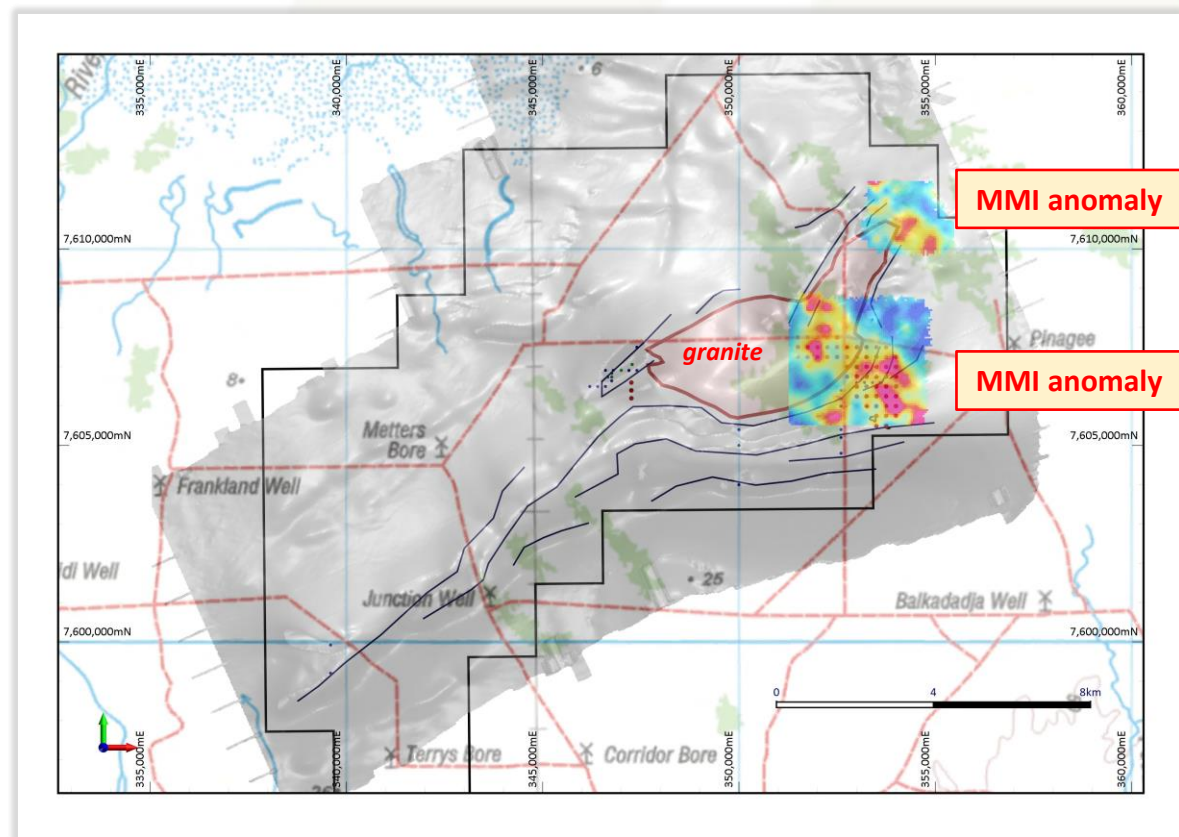 River
335,000mE
340,000mE
345,000mE
350,000mE
355,000mE
360,000mE
6
MMI anomaly
7,610,000mN
7,610,000mN
Pinagee
granite
8
MMI anomaly
Metters
Bore
7,605,000mN
7,605,000mN
Frankland Well
idi Well
25
Junction Well
Balkadadja Well
7,600,000mN
7,600,000mN
0
4
8km
Terrys Bore
Corridor Bore
335,000mE
340,000mE
345,000mE
350,000mE
355,000mE
360,000mE